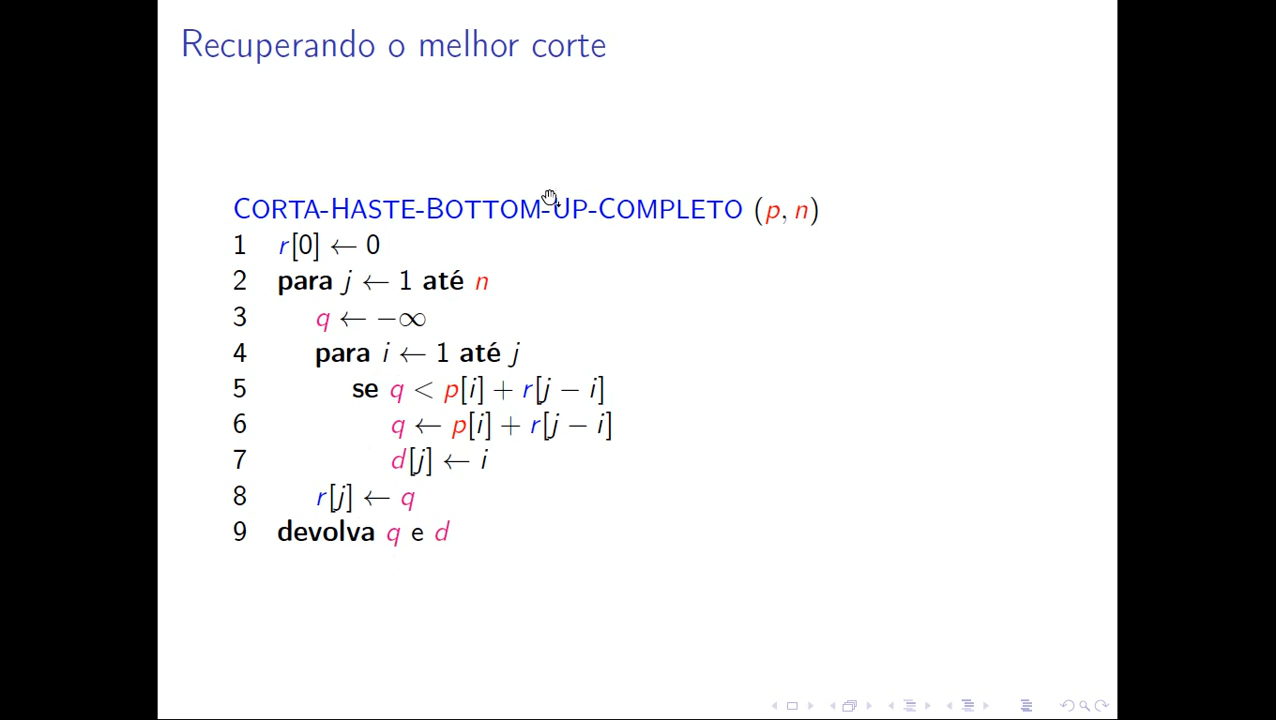 Recuperando o melhor corte
CORTA-HASTE-BOTTOM-UP-COMPLETO (p, n)
1 r[0] ← 0
2 para j ← 1 até n
3 q ← −∞
4 para i ← 1 até j
5 se q < p[i] + r[j − i]
6 q ← p[i] + r[j − i]
7 d[j] ← i
8 r[j] ← q
9 devolva q e d